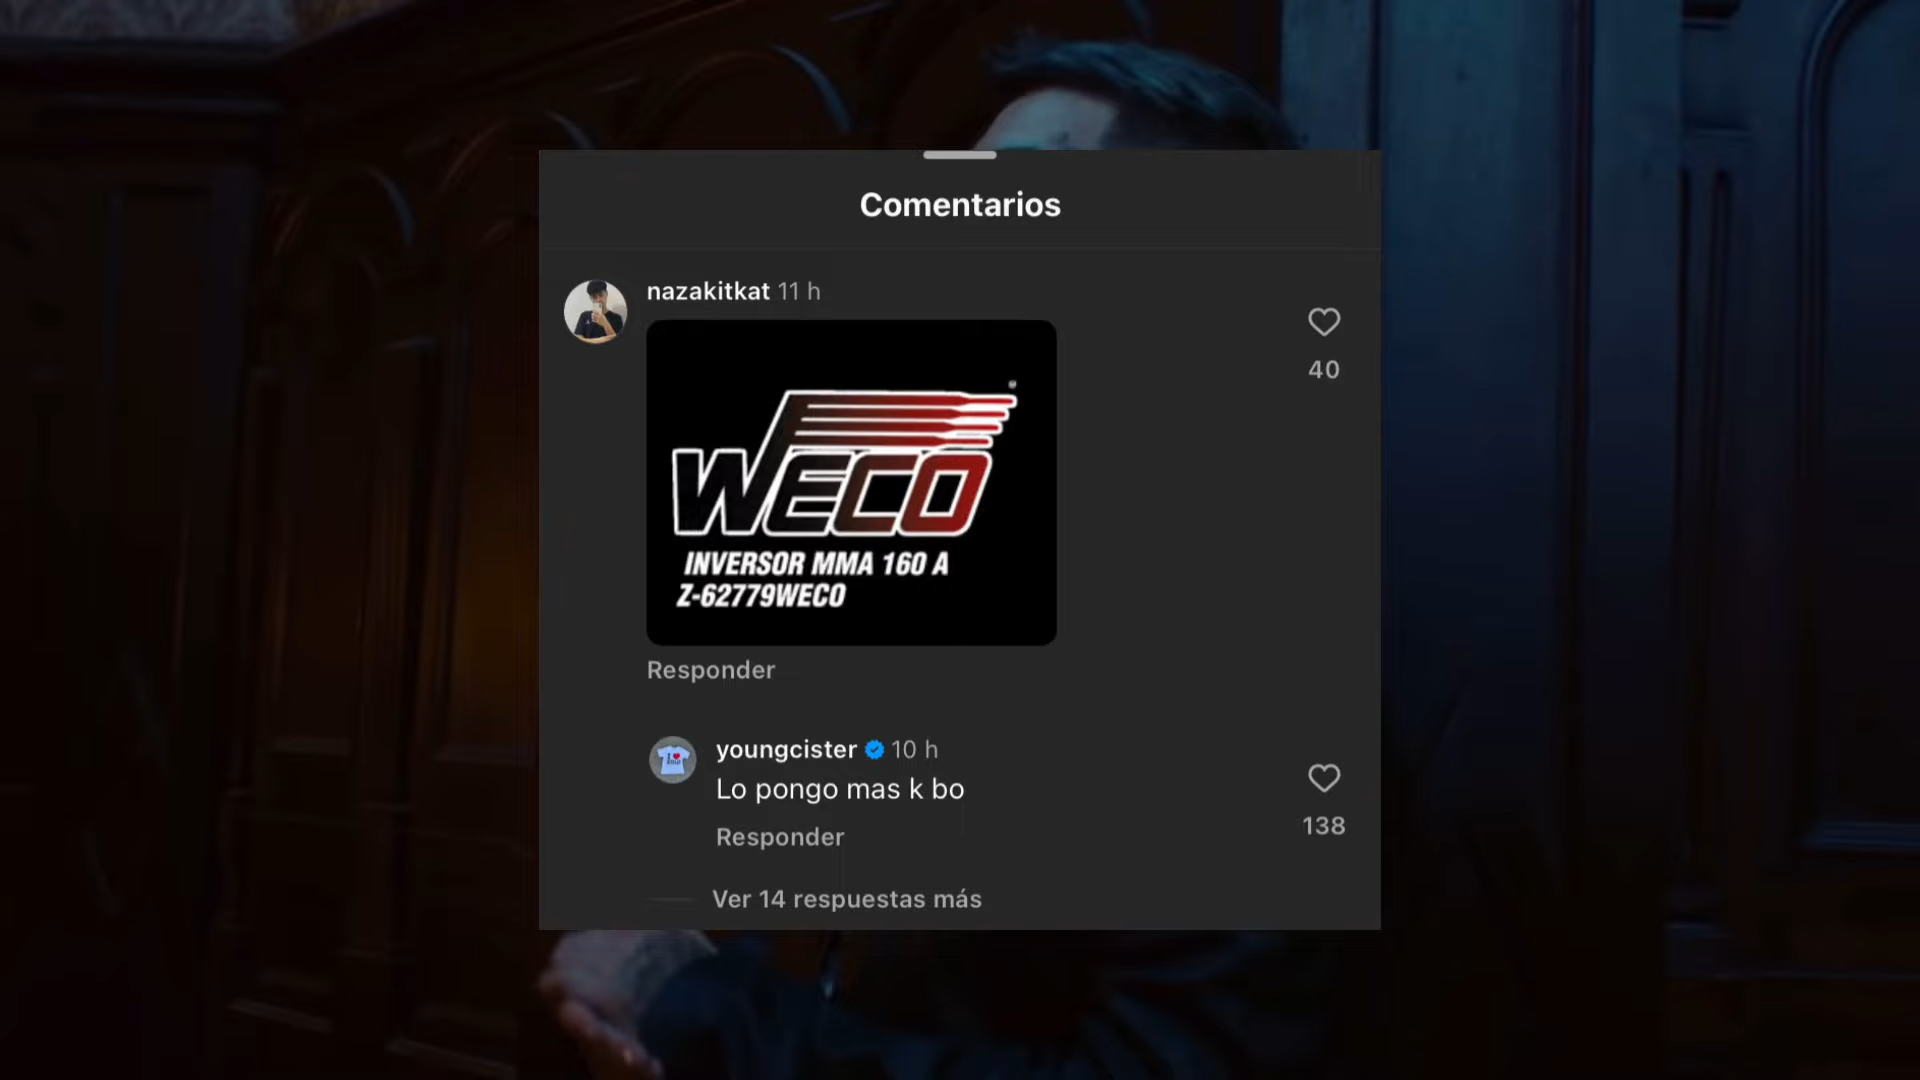 Comentarios
nazakitkat 11 h
WECO
INVERSOR MMA 160 A
Z-62779WECO
40
Responder
youngcister 10 h
Lo pongo mas k bo
138
Responder
Ver 14 respuestas más